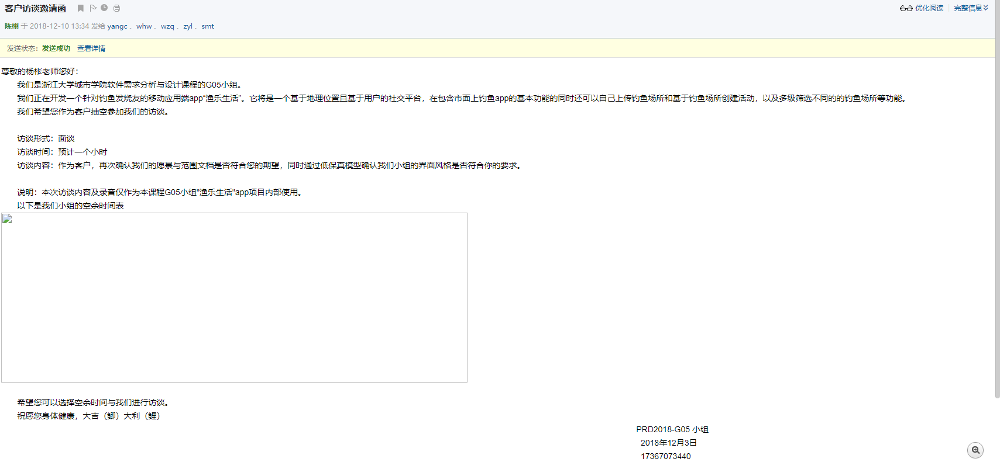 客户访谈邀请函
优化阅读 完整信息
陈栩 于 2018-12-10 13:34 发给 yangc 、whw 、wzq 、zyl 、smt
发送状态：发送成功 查看详情
尊敬的杨枨老师您好：
我们是浙江大学城市学院软件需求分析与设计课程的G05小组。
我们正在开发一个针对钓鱼发烧友的移动应用端app“渔乐生活”。它将是一个基于地理位置且基于用户的社交平台，在包含市面上钓鱼app的基本功能的同时还可以自己上传钓鱼场所和基于钓鱼场所创建活动，以及多级筛选不同的的钓鱼场所等功能。
我们希望您作为客户抽空参加我们的访谈。
访谈形式：面谈
访谈时间：预计一个小时
访谈内容：作为客户，再次确认我们的愿景与范围文档是否符合您的期望，同时通过低保真模型确认我们小组的界面风格是否符合你的要求。
说明：本次访谈内容及录音仅作为本课程G05小组"渔乐生活"app项目内部使用。
以下是我们小组的空余时间表
希望您可以选择空余时间与我们进行访谈。
祝愿您身体健康，大吉（鲫）大利（鲤）
PRD2018-G05 小组
2018年12月3日
17367073440